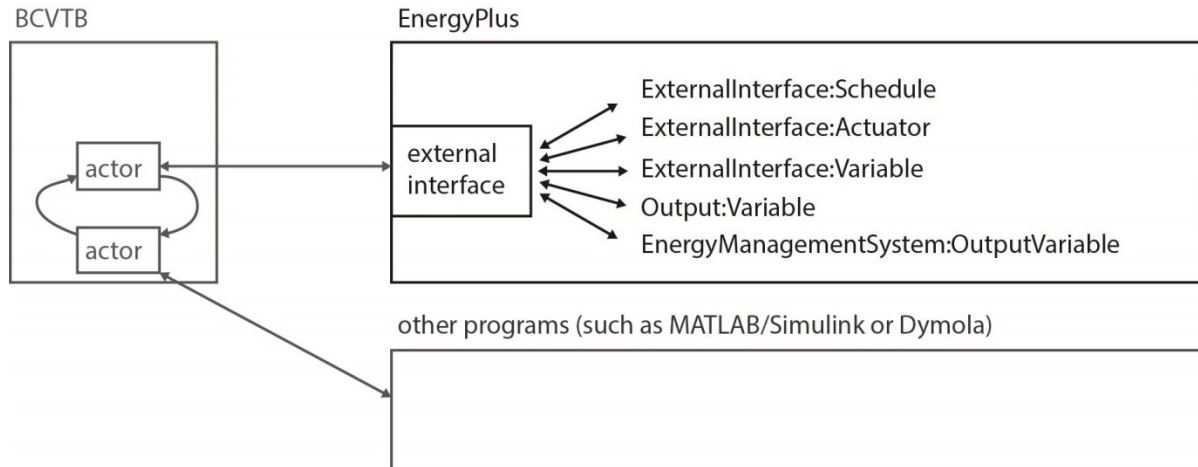 BCVTB
EnergyPlus
ExternalInterface:Schedule
ExternalInterface:Actuator
ExternalInterface:Variable
Output:Variable
EnergyManagementSystem:OutputVariable
external
interface
actor
actor
other programs (such as MATLAB/Simulink or Dymola)